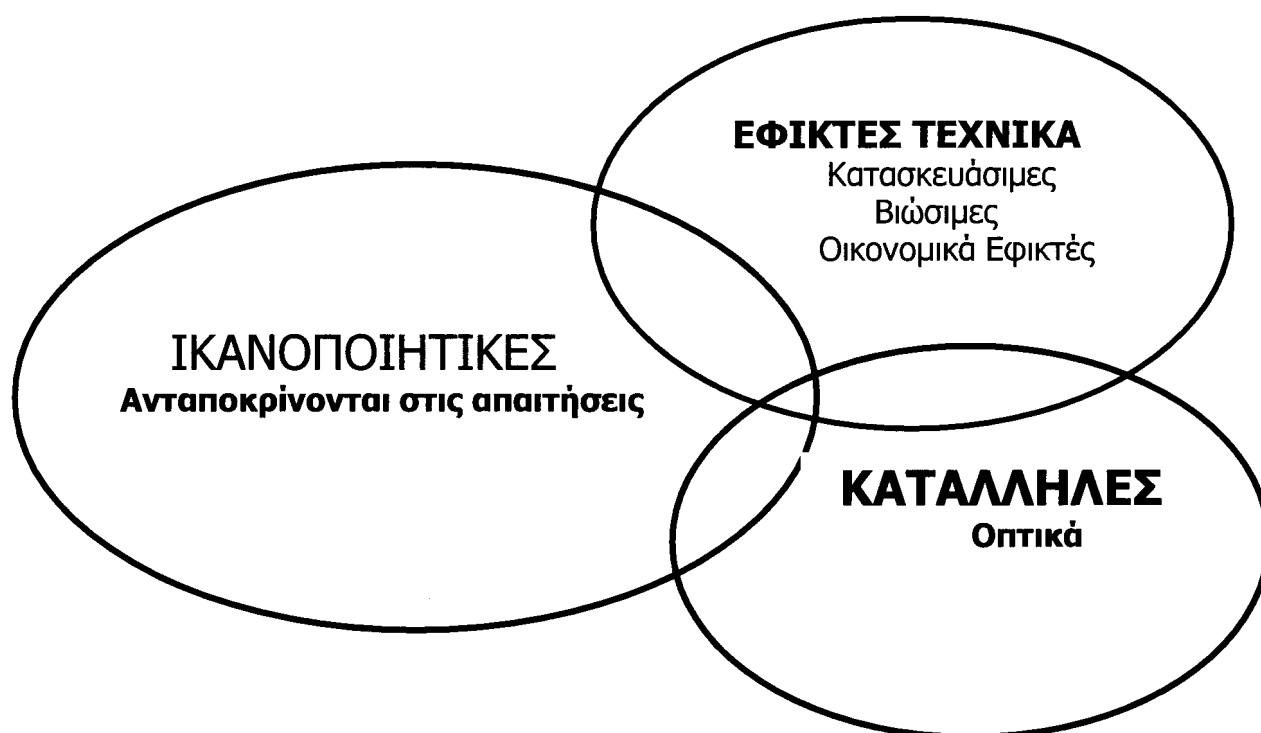 ΕΦΙΚΤΕΣ ΤΕΧΝΙΚΑ
Κατασκευάσιμες
Βιώσιμες
Οικονομικά Εφικτές
ΙΚΑΝΟΠΟΙΗΤΙΚΕΣ
Ανταποκρίνονται στις απαιτήσεις
ΚΑΤΑΛΛΗΛΕΣ
Οπτικά